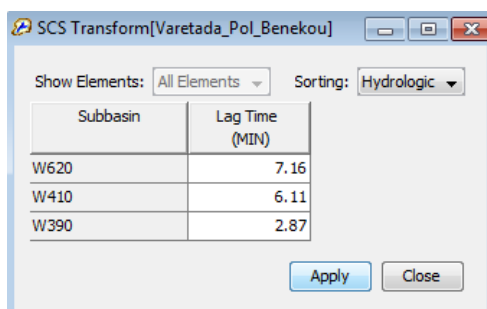 SCS Transform[Varetada_Pol_Benekou]
Show Elements: All Elements Sorting: Hydrologic
Subbasin Lag Time
(MIN)
W620 7.16
W410 6.11
W390 2.87
Apply Close